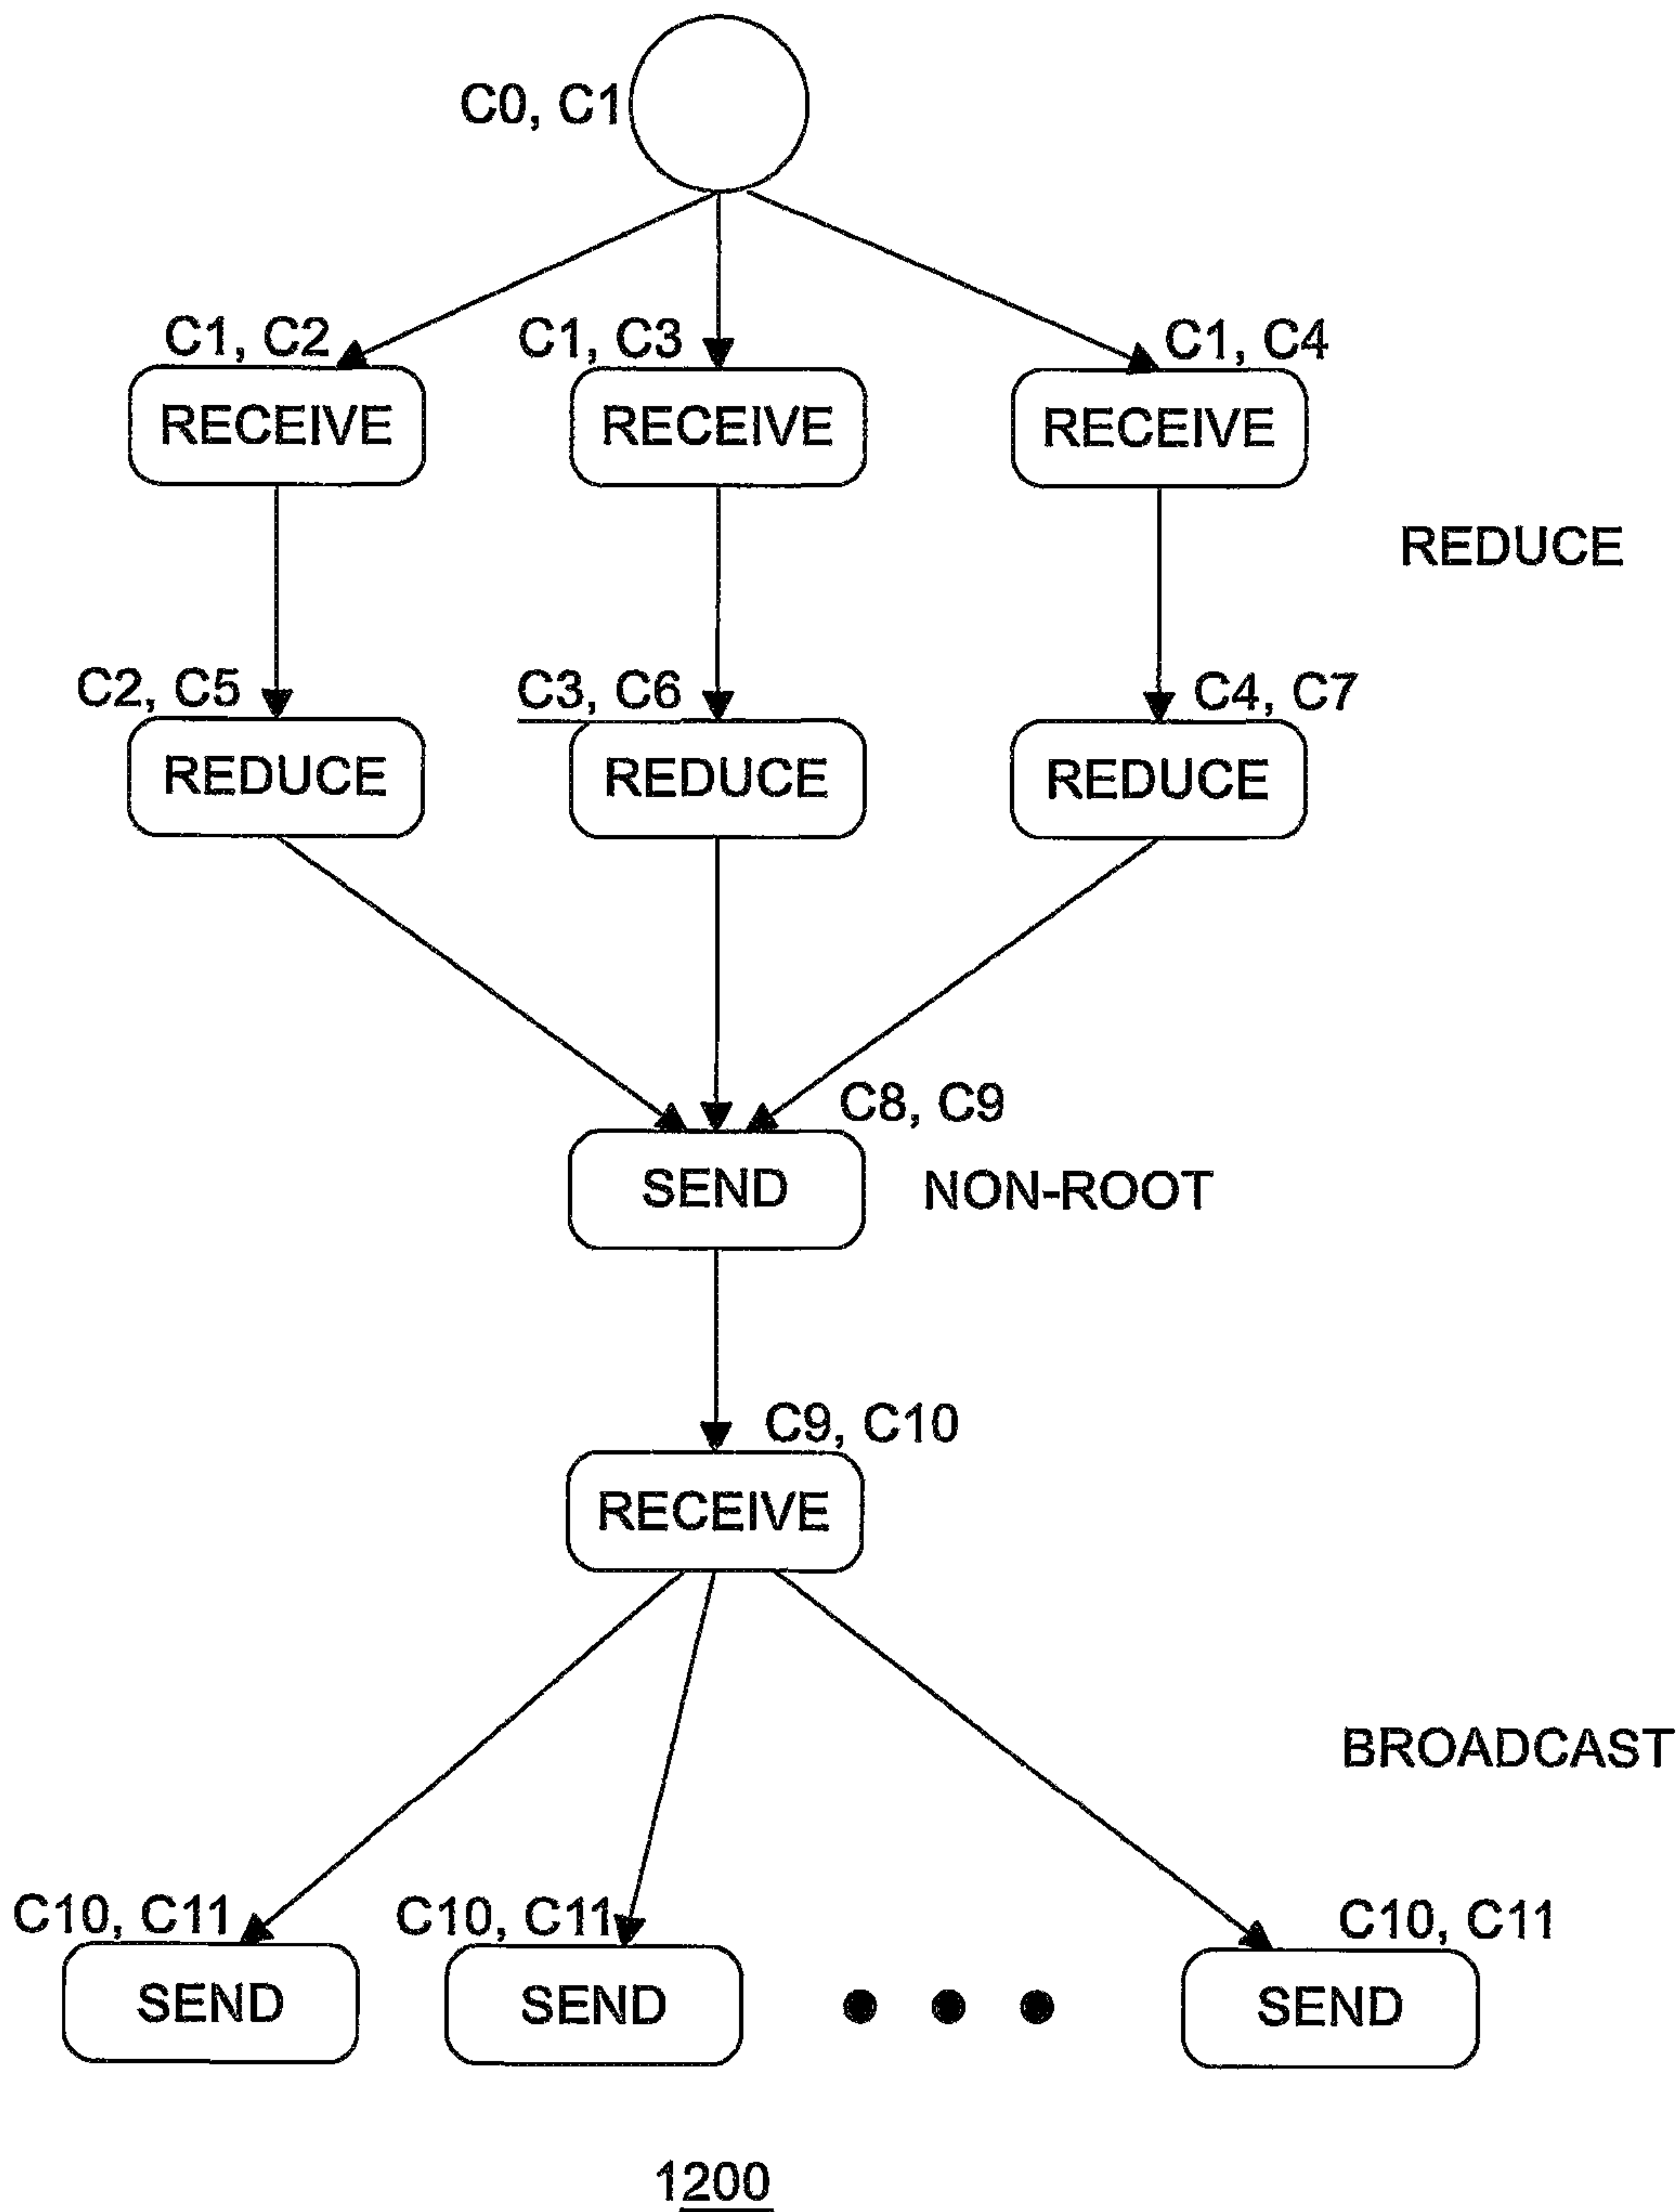 C0, C1
C1, C2
C1, C3
C1, C4
RECEIVE
RECEIVE
RECEIVE
REDUCE
C2, C5
C3, C6
C4, C7
REDUCE
REDUCE
REDUCE
C8, C9
SEND
NON-ROOT
C9, C10
RECEIVE
BROADCAST
C10, C11
C10, C11
C10, C11
SEND
SEND
SEND
1200